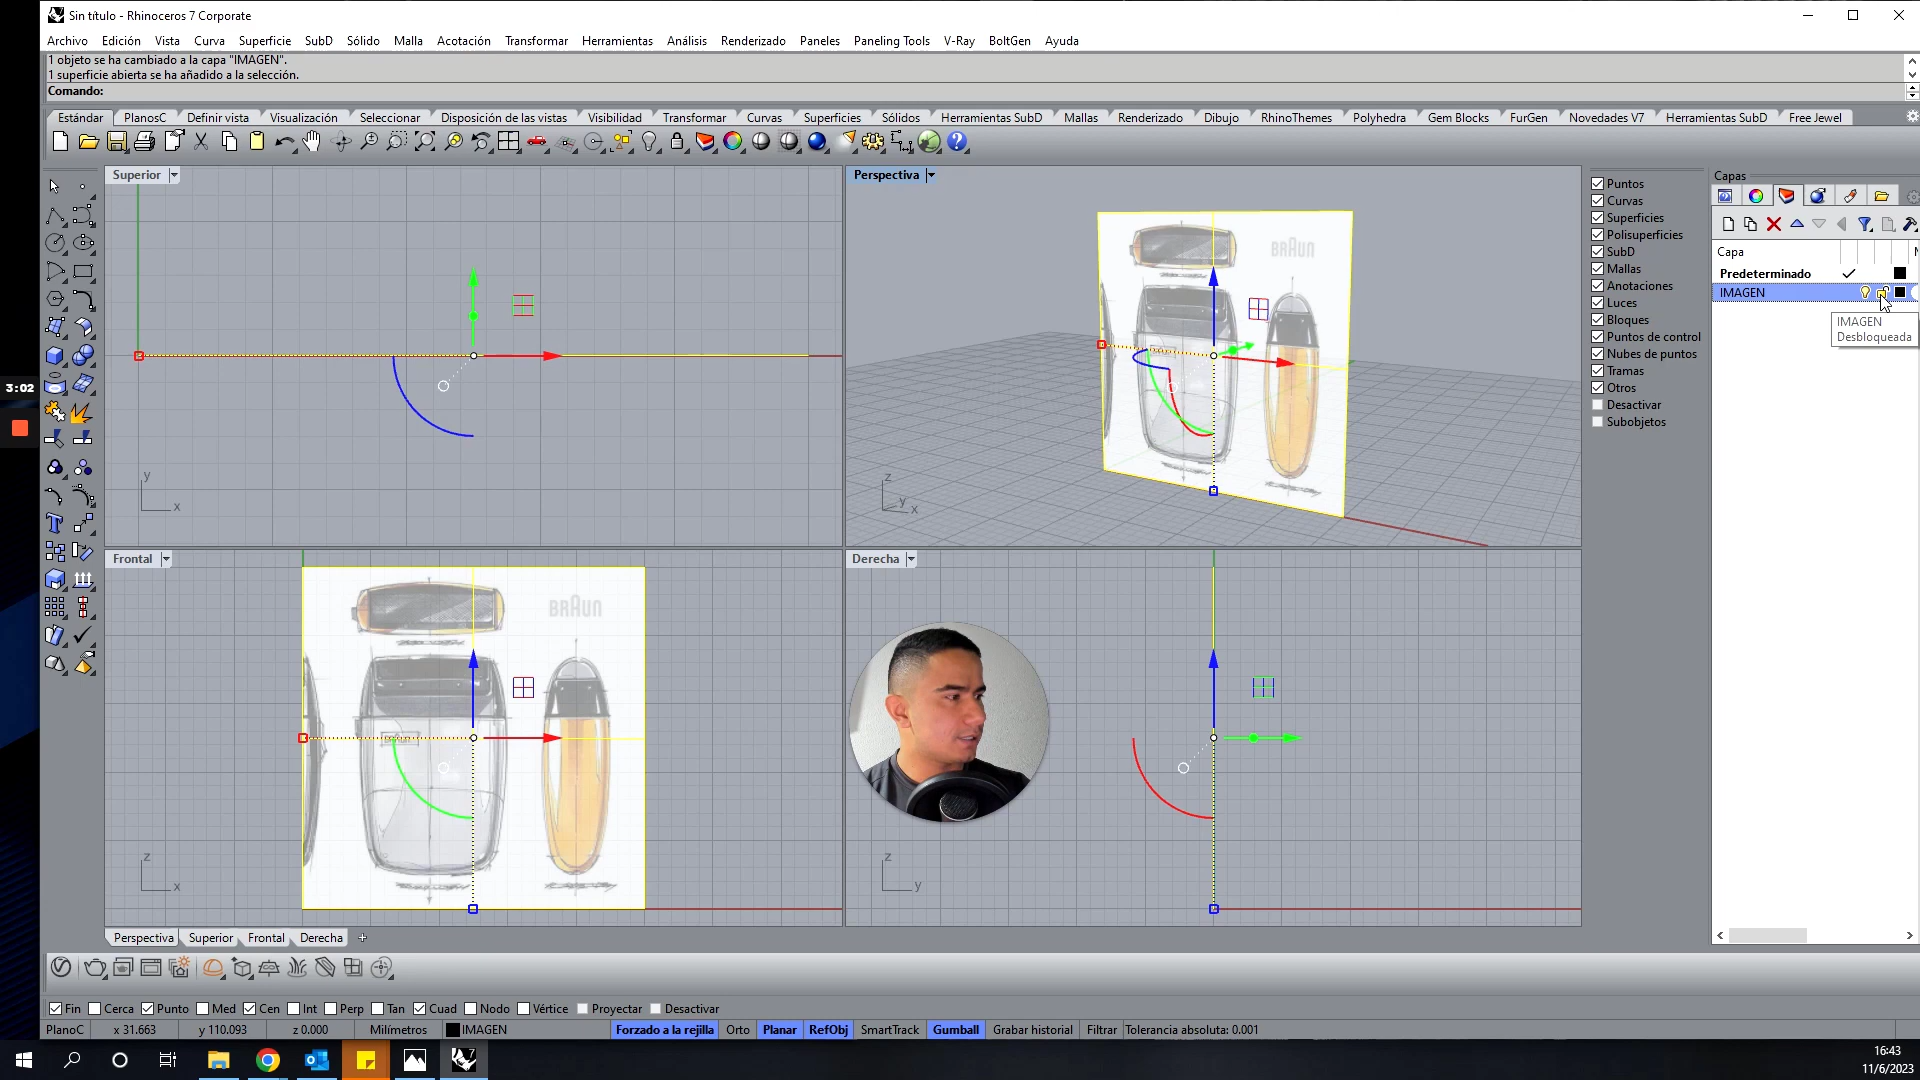 Sin título - Rhinoceros 7 Corporate
Archivo Edición Vista Curva Superficie SubD Sólido Malla Acotación Transformar Herramientas Análisis Renderizado Paneles Paneling Tools V-Ray BoltGen Ayuda
1 objeto se ha cambiado a la capa "IMAGEN".
1 superficie abierta se ha añadido a la selección.
Comando:
Estándar PlanosC Definir vista Visualización Seleccionar Disposición de las vistas Visibilidad Transformar Curvas Superficies Sólidos Herramientas SubD Mallas Renderizado Dibujo RhinoThemes Polyhedra Gem Blocks FurGen Novedades V7 Herramientas SubD Free Jewel
Superior
y
x
Perspectiva
BRAUN
z
y
x
Frontal
BRAUN
BRAUN
z
x
Derecha
z
y
Puntos
Curvas
Superficies
Polisuperficies
SubD
Mallas
Anotaciones
Luces
Bloques
Puntos de control
Nubes de puntos
Tramas
Otros
Desactivar
Subobjetos
Capas
Capa
Predeterminado
IMAGEN
IMAGEN
Desbloqueada
3:02
Perspectiva Superior Frontal Derecha
Fin Cerca Punto Med Cen Int Perp Tan Cuad Nodo Vértice Proyectar Desactivar
PlanoC x 31.663 y 110.093 z 0.000 Milímetros IMAGEN Forzado a la rejilla Orto Planar RefObj SmartTrack Gumball Grabar historial Filtrar Tolerancia absoluta: 0.001
16:43
11/6/2023